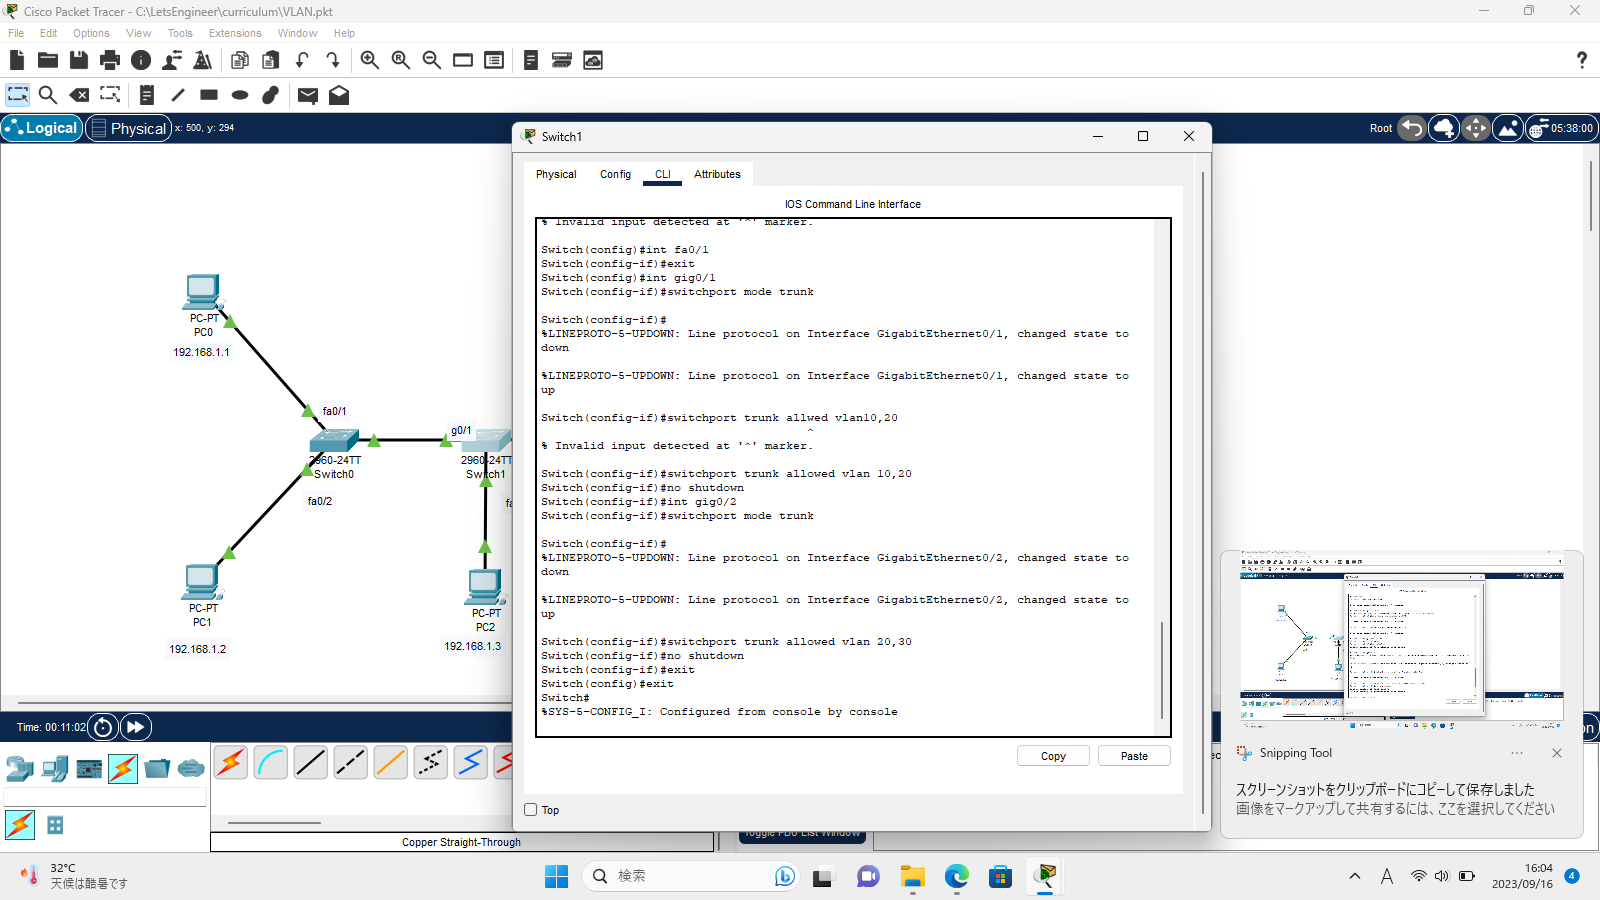 Cisco Packet Tracer - C:\LetsEngineer\curriculum\VLAN.pkt
File Edit Options View Tools Extensions Window Help
Logical Physical x: 500, y: 294 Root 05:38:00
Switch1
Physical Config CLI Attributes
IOS Command Line Interface
% Invalid input detected at '^' marker.
Switch(config)#int fa0/1
Switch(config-if)#exit
Switch(config)#int gig0/1
Switch(config-if)#switchport mode trunk
Switch(config-if)#
%LINEPROTO-5-UPDOWN: Line protocol on Interface GigabitEthernet0/1, changed state to
down
%LINEPROTO-5-UPDOWN: Line protocol on Interface GigabitEthernet0/1, changed state to
up
Switch(config-if)#switchport trunk allwed vlan10,20
^
% Invalid input detected at '^' marker.
Switch(config-if)#switchport trunk allowed vlan 10,20
Switch(config-if)#no shutdown
Switch(config-if)#int gig0/2
Switch(config-if)#switchport mode trunk
Switch(config-if)#
%LINEPROTO-5-UPDOWN: Line protocol on Interface GigabitEthernet0/2, changed state to
down
%LINEPROTO-5-UPDOWN: Line protocol on Interface GigabitEthernet0/2, changed state to
up
Switch(config-if)#switchport trunk allowed vlan 20,30
Switch(config-if)#no shutdown
Switch(config-if)#exit
Switch(config)#exit
Switch#
%SYS-5-CONFIG_I: Configured from console by console
Copy Paste
Top
PC-PT
PC0
192.168.1.1
fa0/1
g0/1
2960-24TT
Switch0
2960-24TT
Switch1
fa0/2
PC-PT
PC1
192.168.1.2
PC-PT
PC2
192.168.1.3
Time: 00:11:02
Copper Straight-Through
Toggle PDU List Window
Snipping Tool
スクリーンショットをクリップボードにコピーして保存しました
画像をマークアップして共有するには、ここを選択してください
32°C
天候は酷暑です
検索
A
16:04
2023/09/16
4